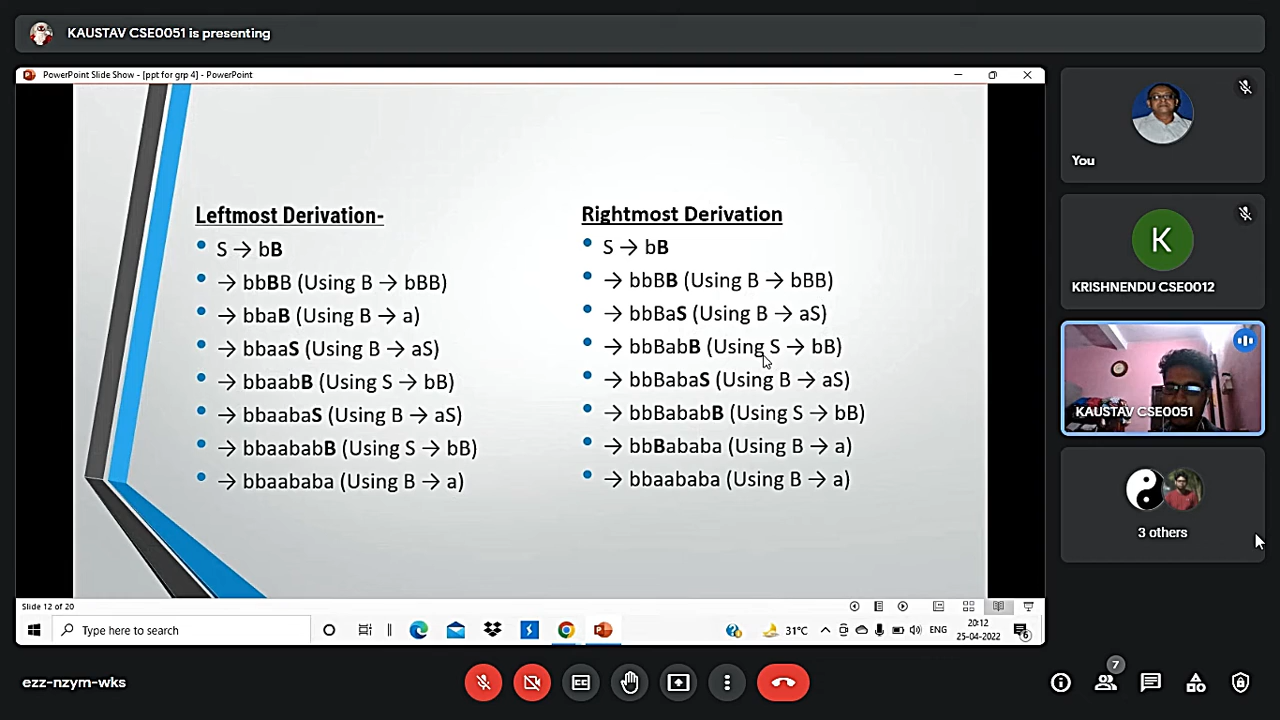 KAUSTAV CSE0051 is presenting
PowerPoint Slide Show - [ppt for grp 4] - PowerPoint
Leftmost Derivation-
S → bB
→ bbBB (Using B → bBB)
→ bbaB (Using B → a)
→ bbaaS (Using B → aS)
→ bbaabB (Using S → bB)
→ bbaabaS (Using B → aS)
→ bbaababB (Using S → bB)
→ bbaababa (Using B → a)
Rightmost Derivation
S → bB
→ bbBB (Using B → bBB)
→ bbBaS (Using B → aS)
→ bbBabB (Using S → bB)
→ bbBabaS (Using B → aS)
→ bbBababB (Using S → bB)
→ bbBababa (Using B → a)
→ bbaababa (Using B → a)
You
K
KRISHNENDU CSE0012
KAUSTAV CSE0051
3 others
Slide 12 of 20
Type here to search
31°C
ENG
20:12
25-04-2022
6
ezz-nzym-wks
7